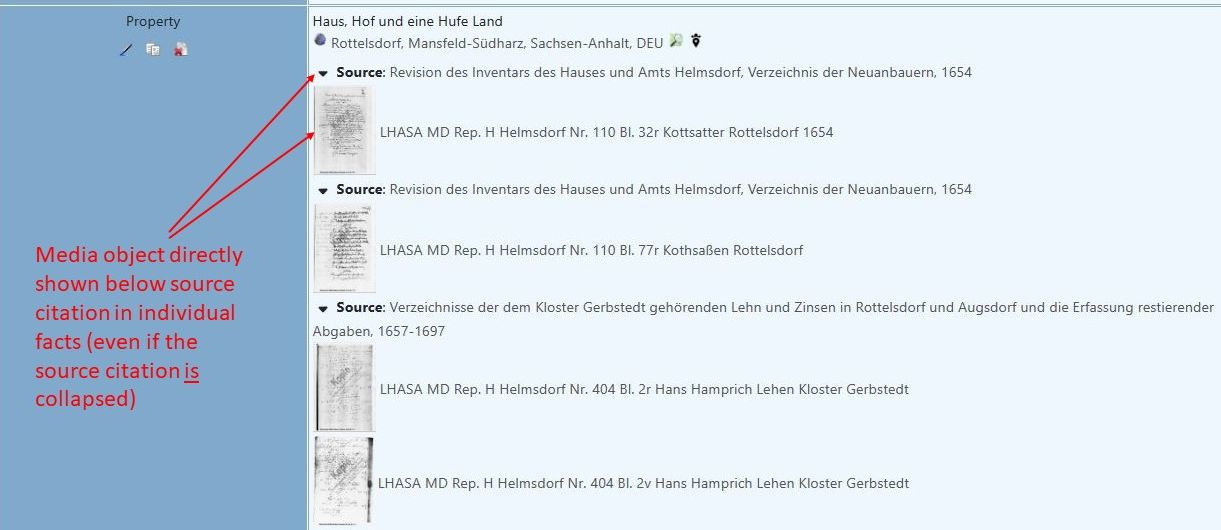 Property
Haus, Hof und eine Hufe Land
Rottelsdorf, Mansfeld-Südharz, Sachsen-Anhalt, DEU
Source: Revision des Inventars des Hauses und Amts Helmsdorf, Verzeichnis der Neuanbauern, 1654
LHASA MD Rep. H Helmsdorf Nr. 110 Bl. 32r Kottsatter Rottelsdorf 1654
Source: Revision des Inventars des Hauses und Amts Helmsdorf, Verzeichnis der Neuanbauern, 1654
LHASA MD Rep. H Helmsdorf Nr. 110 Bl. 77r Kothsaßen Rottelsdorf
Source: Verzeichnisse der dem Kloster Gerbstedt gehörenden Lehn und Zinsen in Rottelsdorf und Augsdorf und die Erfassung restierender
Abgaben, 1657-1697
Kopie
LHASA MD Rep. H Helmsdorf Nr. 404 Bl. 2r Hans Hamprich Lehen Kloster Gerbstedt
Kopie
LHASA MD Rep. H Helmsdorf Nr. 404 Bl. 2v Hans Hamprich Lehen Kloster Gerbstedt
Media object directly
shown below source
citation in individual
facts (even if the
source citation is
collapsed)